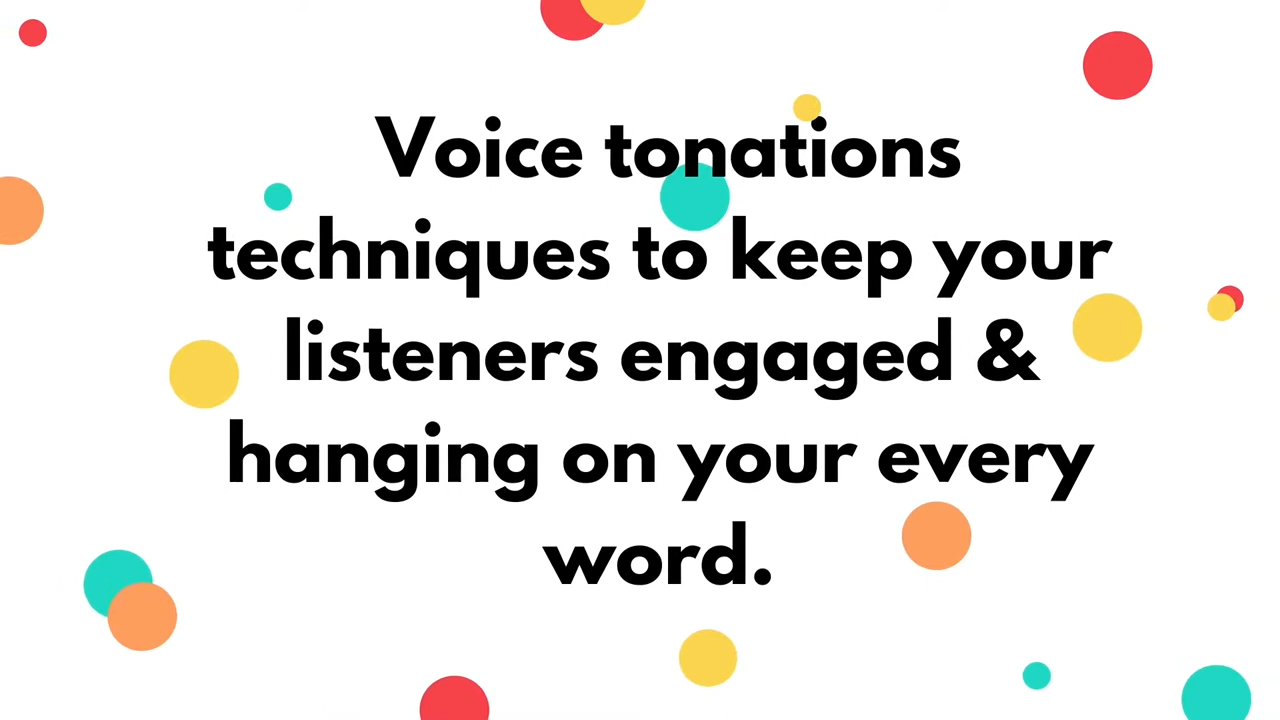 Voice tonations
techniques to keep your
listeners engaged &
hanging on your every
word.